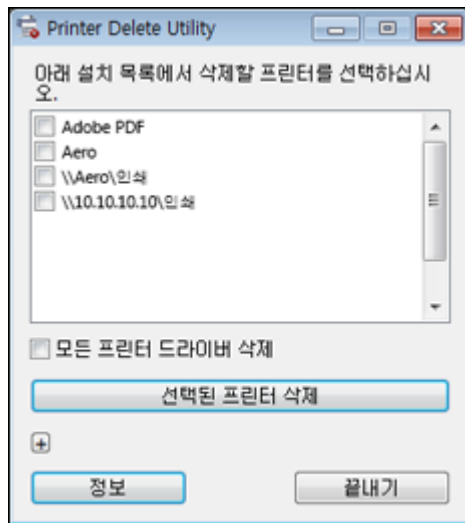 Printer Delete Utility
아래 설치 목록에서 삭제할 프린터를 선택하십시
오.
Adobe PDF
Aero
\\Aero\인쇄
\\10.10.10.10\인쇄
모든 프린터 드라이버 삭제
선택된 프린터 삭제
정보
끝내기